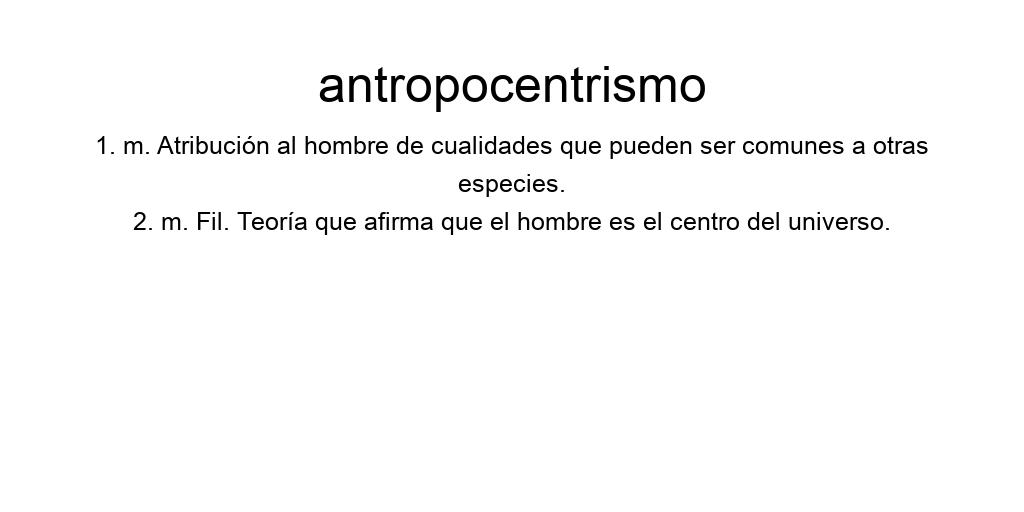 antropocentrismo
1. m. Atribución al hombre de cualidades que pueden ser comunes a otras
especies.
2. m. Fil. Teoría que afirma que el hombre es el centro del universo.